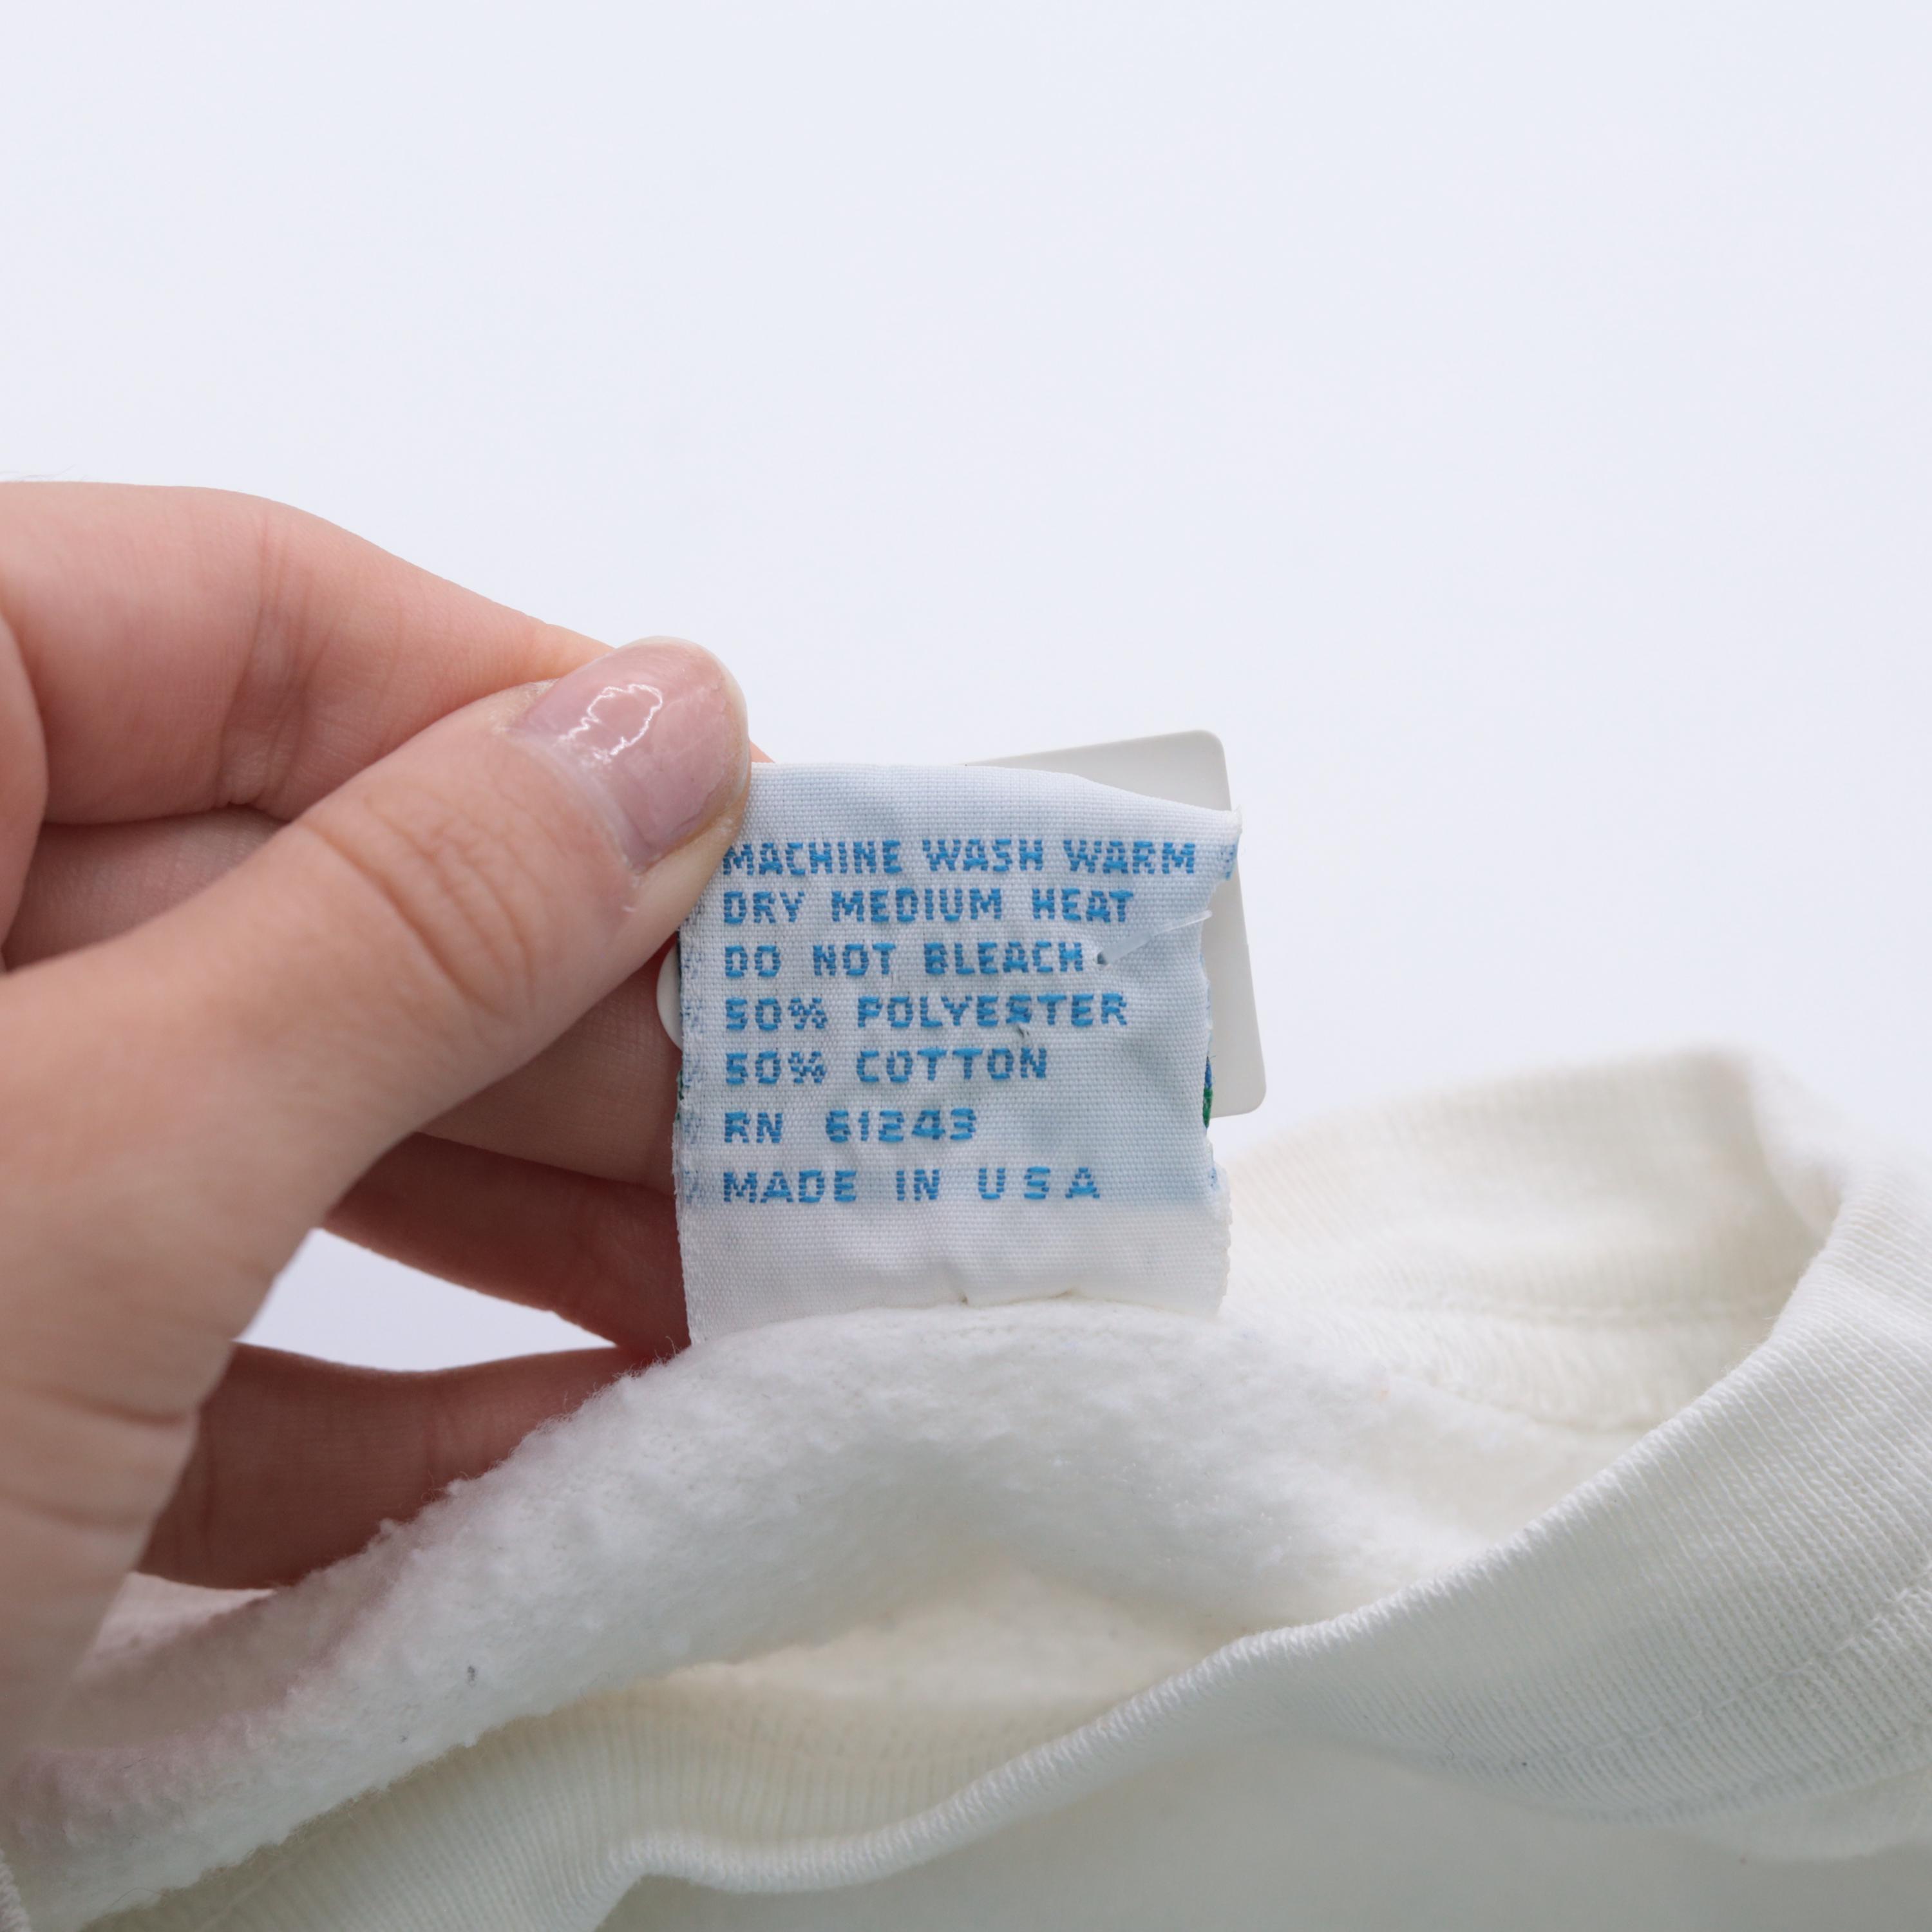 MACHINE WASH WARM
DRY MEDIUM HEAT
DO NOT BLEACH
50% POLYESTER
50% COTTON
RN 61243
MADE IN USA